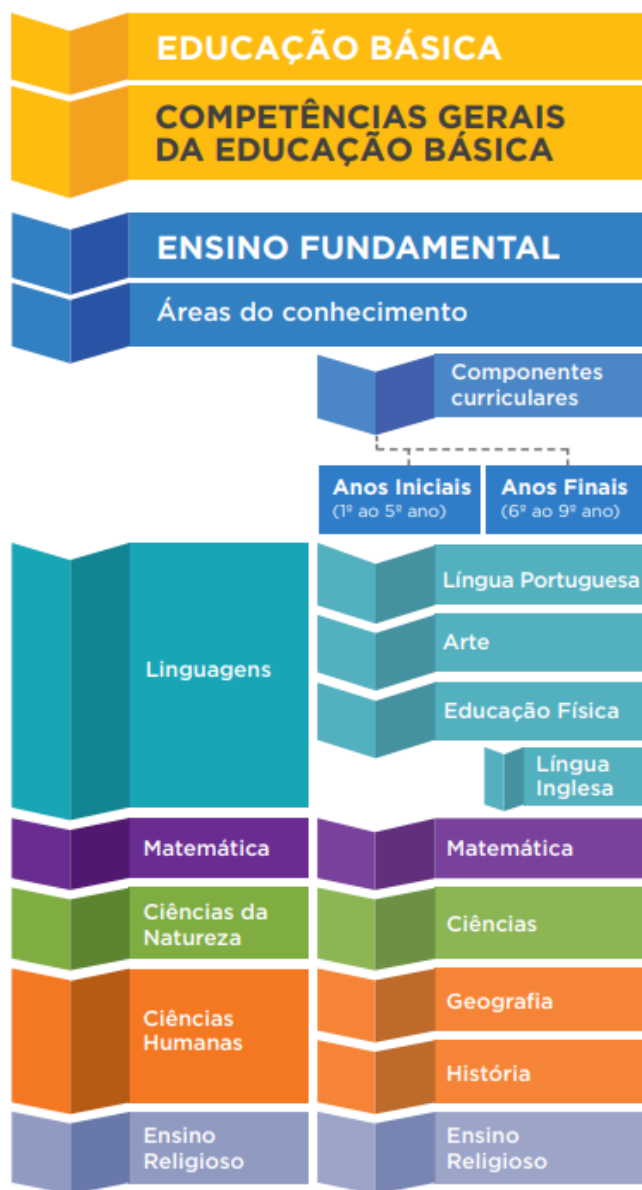 EDUCAÇÃO BÁSICA
COMPETÊNCIAS GERAIS
DA EDUCAÇÃO BÁSICA
ENSINO FUNDAMENTAL
Áreas do conhecimento
Componentes
curriculares
Anos Iniciais
(1º ao 5º ano)
Anos Finais
(6º ao 9º ano)
Linguagens
Língua Portuguesa
Arte
Educação Física
Língua
Inglesa
Matemática
Matemática
Ciências da
Natureza
Ciências
Ciências
Humanas
Geografia
História
Ensino
Religioso
Ensino
Religioso